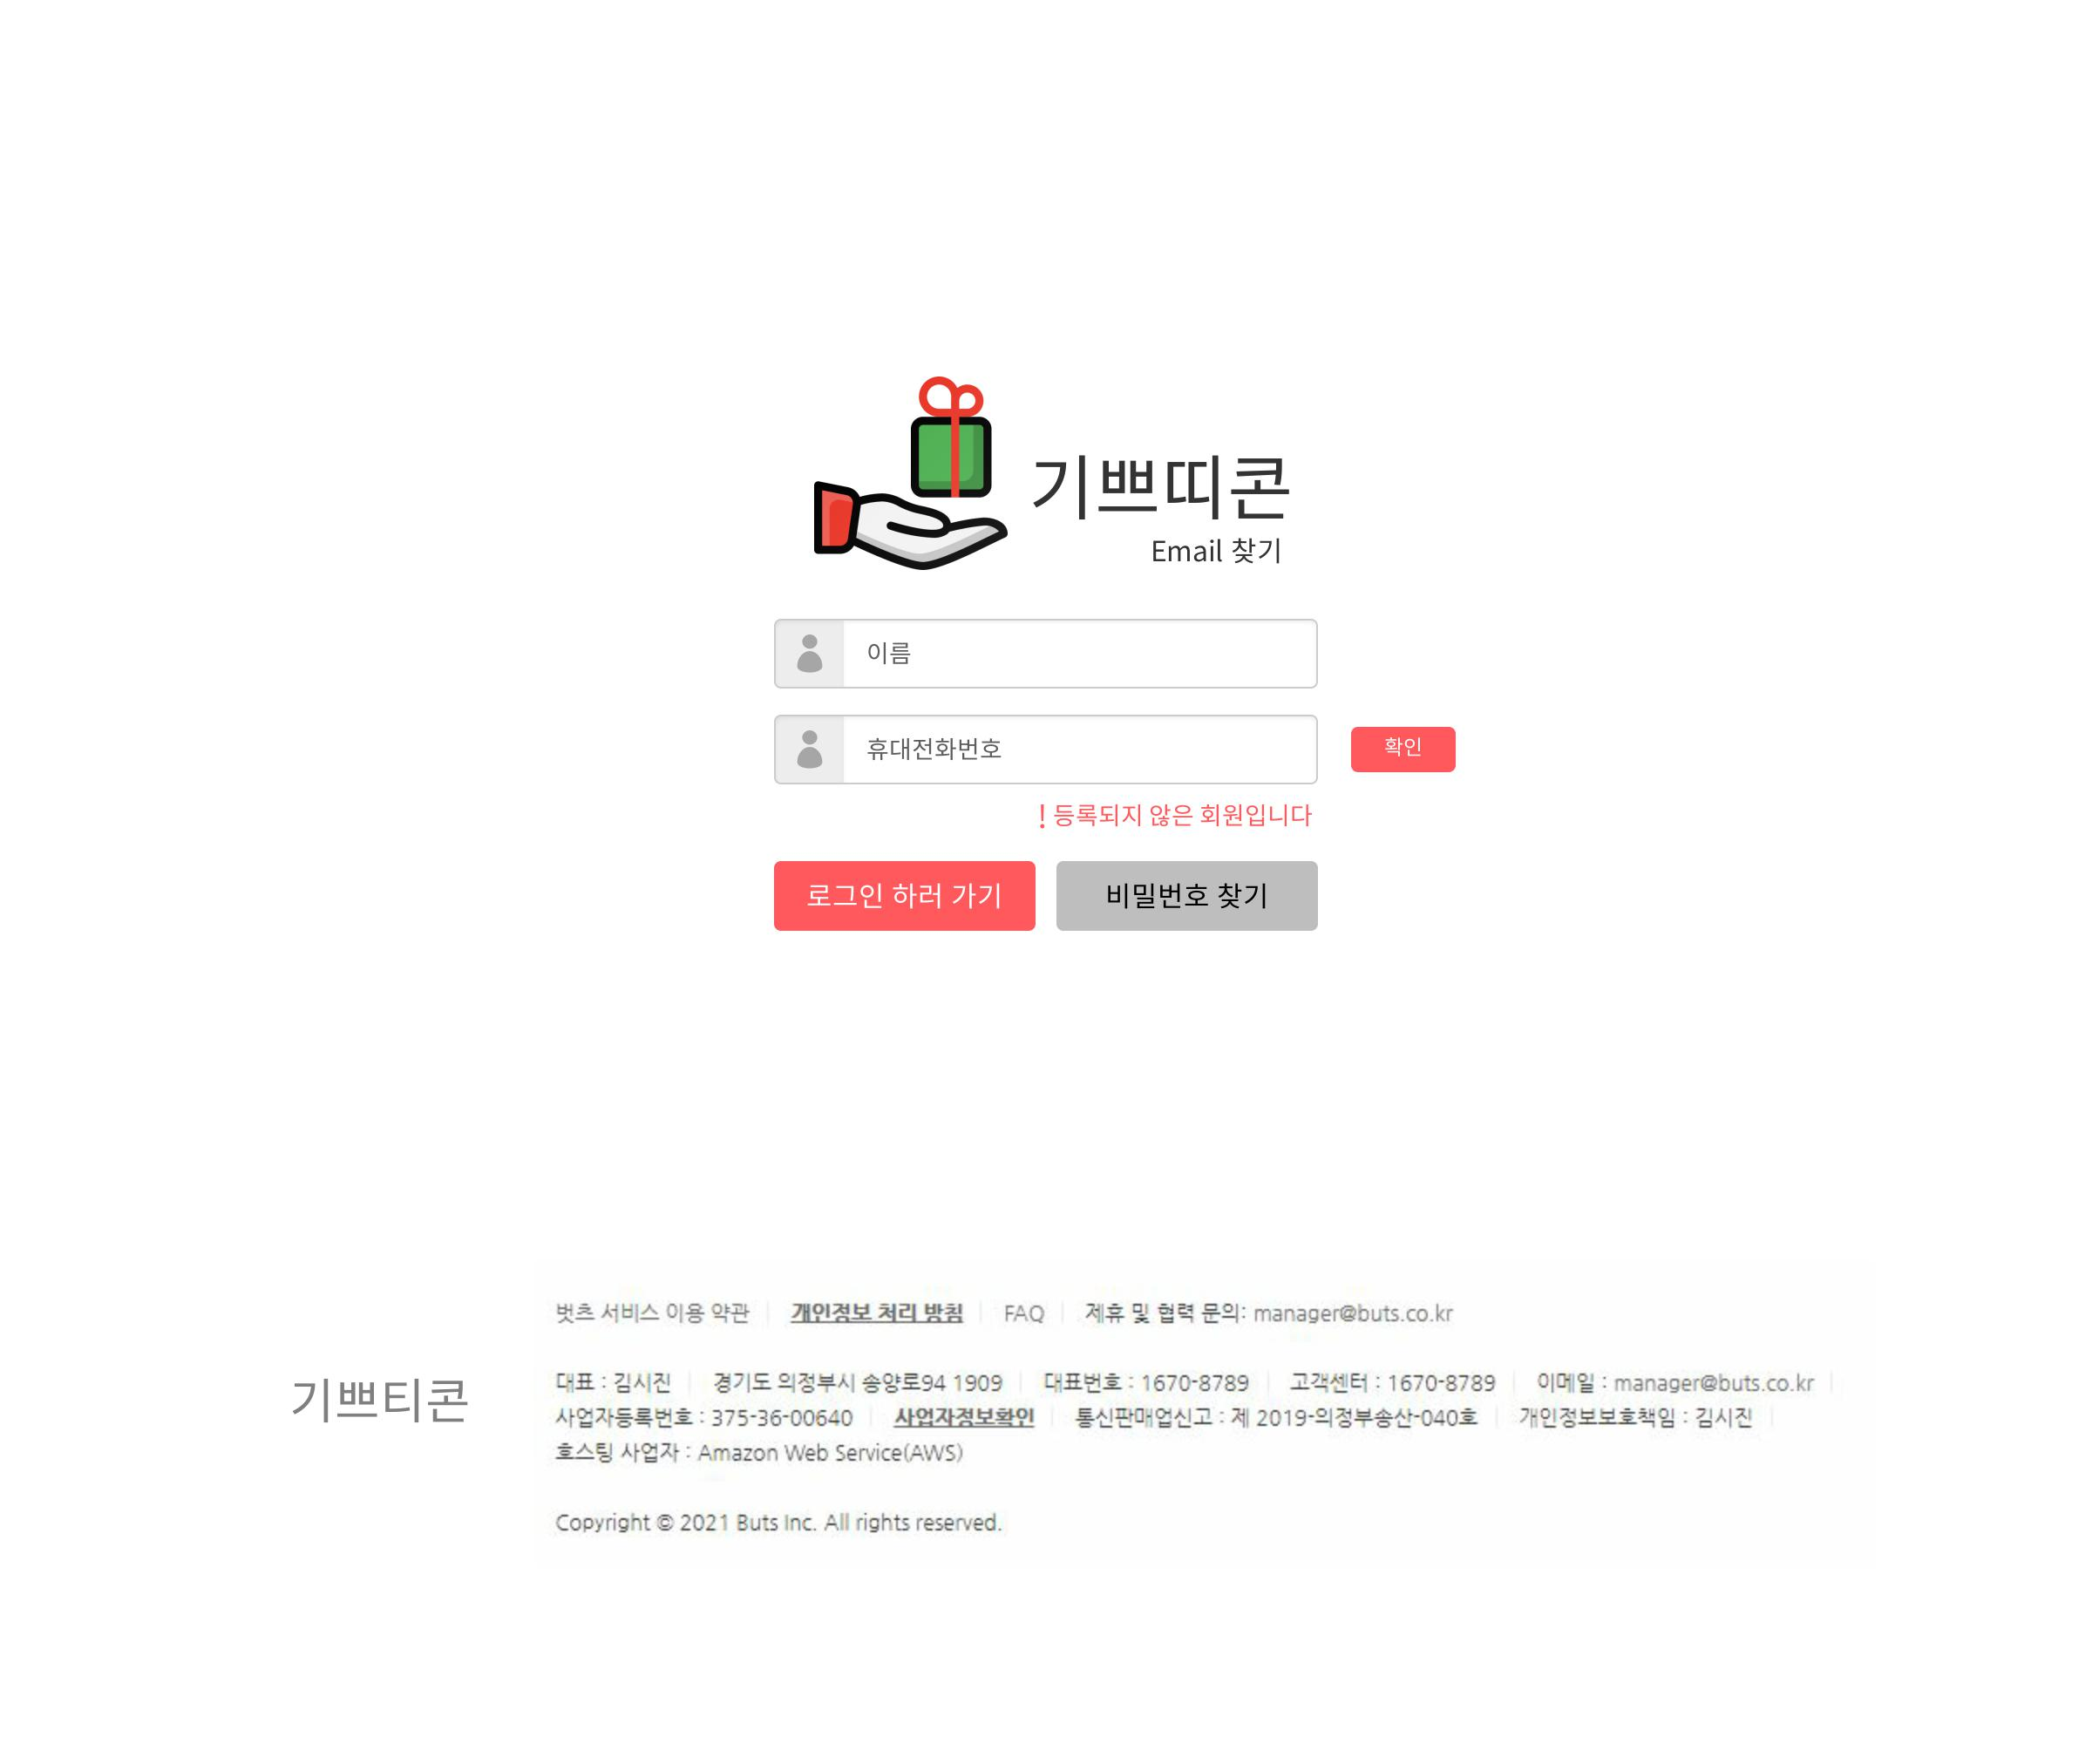 기쁘띠콘
Email 찾기
이름
휴대전화번호
확인
! 등록되지 않은 회원입니다
로그인 하러 가기
비밀번호 찾기
벗츠 서비스 이용 약관 개인정보 처리 방침 FAQ 제휴 및 협력 문의: manager@buts.co.kr
기쁘티콘
대표 : 김시진 경기도 의정부시 송양로94 1909 대표번호 : 1670-8789 고객센터 : 1670-8789 이메일 : manager@buts.co.kr
사업자등록번호 : 375-36-00640 사업자정보확인 통신판매업신고 : 제 2019-의정부송산-040호 개인정보보호책임 : 김시진
호스팅 사업자 : Amazon Web Service(AWS)
Copyright © 2021 Buts Inc. All rights reserved.